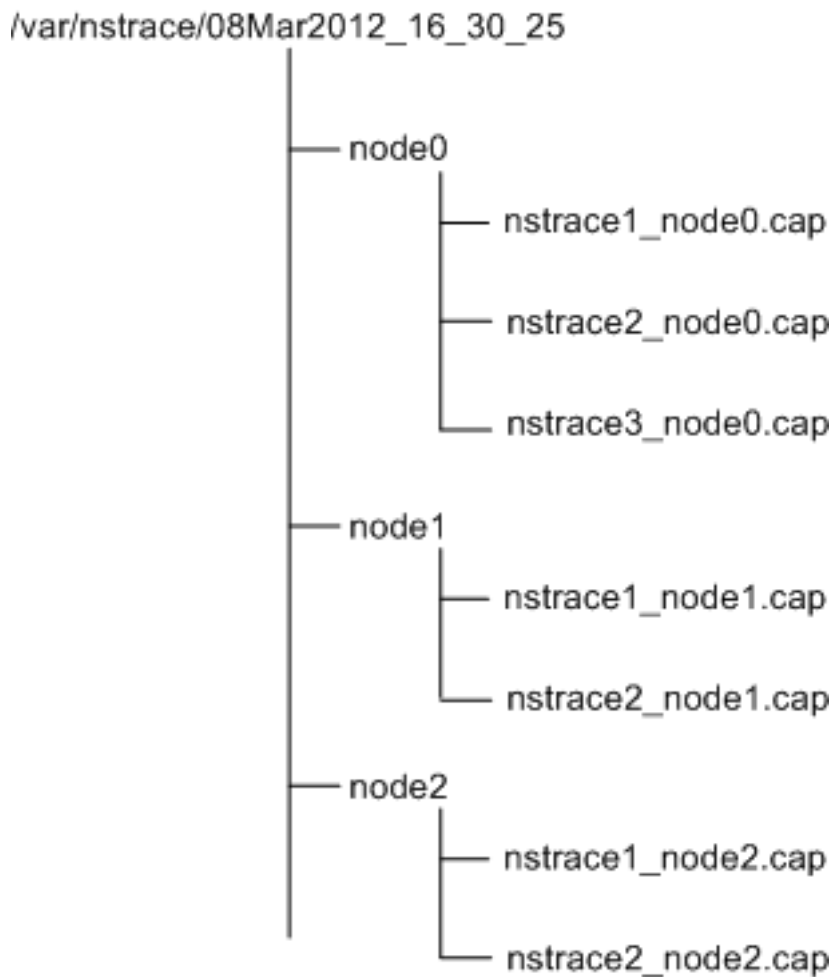 /var/nstrace/08Mar2012_16_30_25
node0
nstrace1_node0.cap
nstrace2_node0.cap
nstrace3_node0.cap
node1
nstrace1_node1.cap
nstrace2_node1.cap
node2
nstrace1_node2.cap
nstrace2_node2.cap